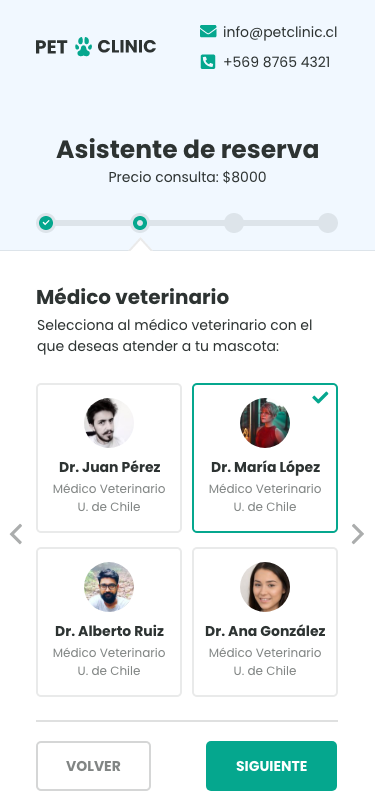 PET CLINIC
info@petclinic.cl
+569 8765 4321
Asistente de reserva
Precio consulta: $8000
Médico veterinario
Selecciona al médico veterinario con el
que deseas atender a tu mascota:
Dr. Juan Pérez
Médico Veterinario
U. de Chile
Dr. María López
Médico Veterinario
U. de Chile
Dr. Alberto Ruiz
Médico Veterinario
U. de Chile
Dr. Ana González
Médico Veterinario
U. de Chile
VOLVER
SIGUIENTE